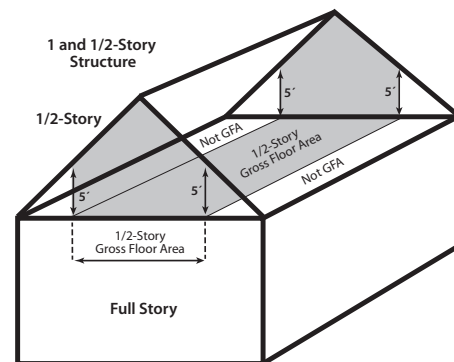 1 and 1/2-Story
Structure
1/2-Story
5´
5´
Not GFA
1/2-Story
Gross Floor Area
Not GFA
5´
5´
1/2-Story
Gross Floor Area
Full Story